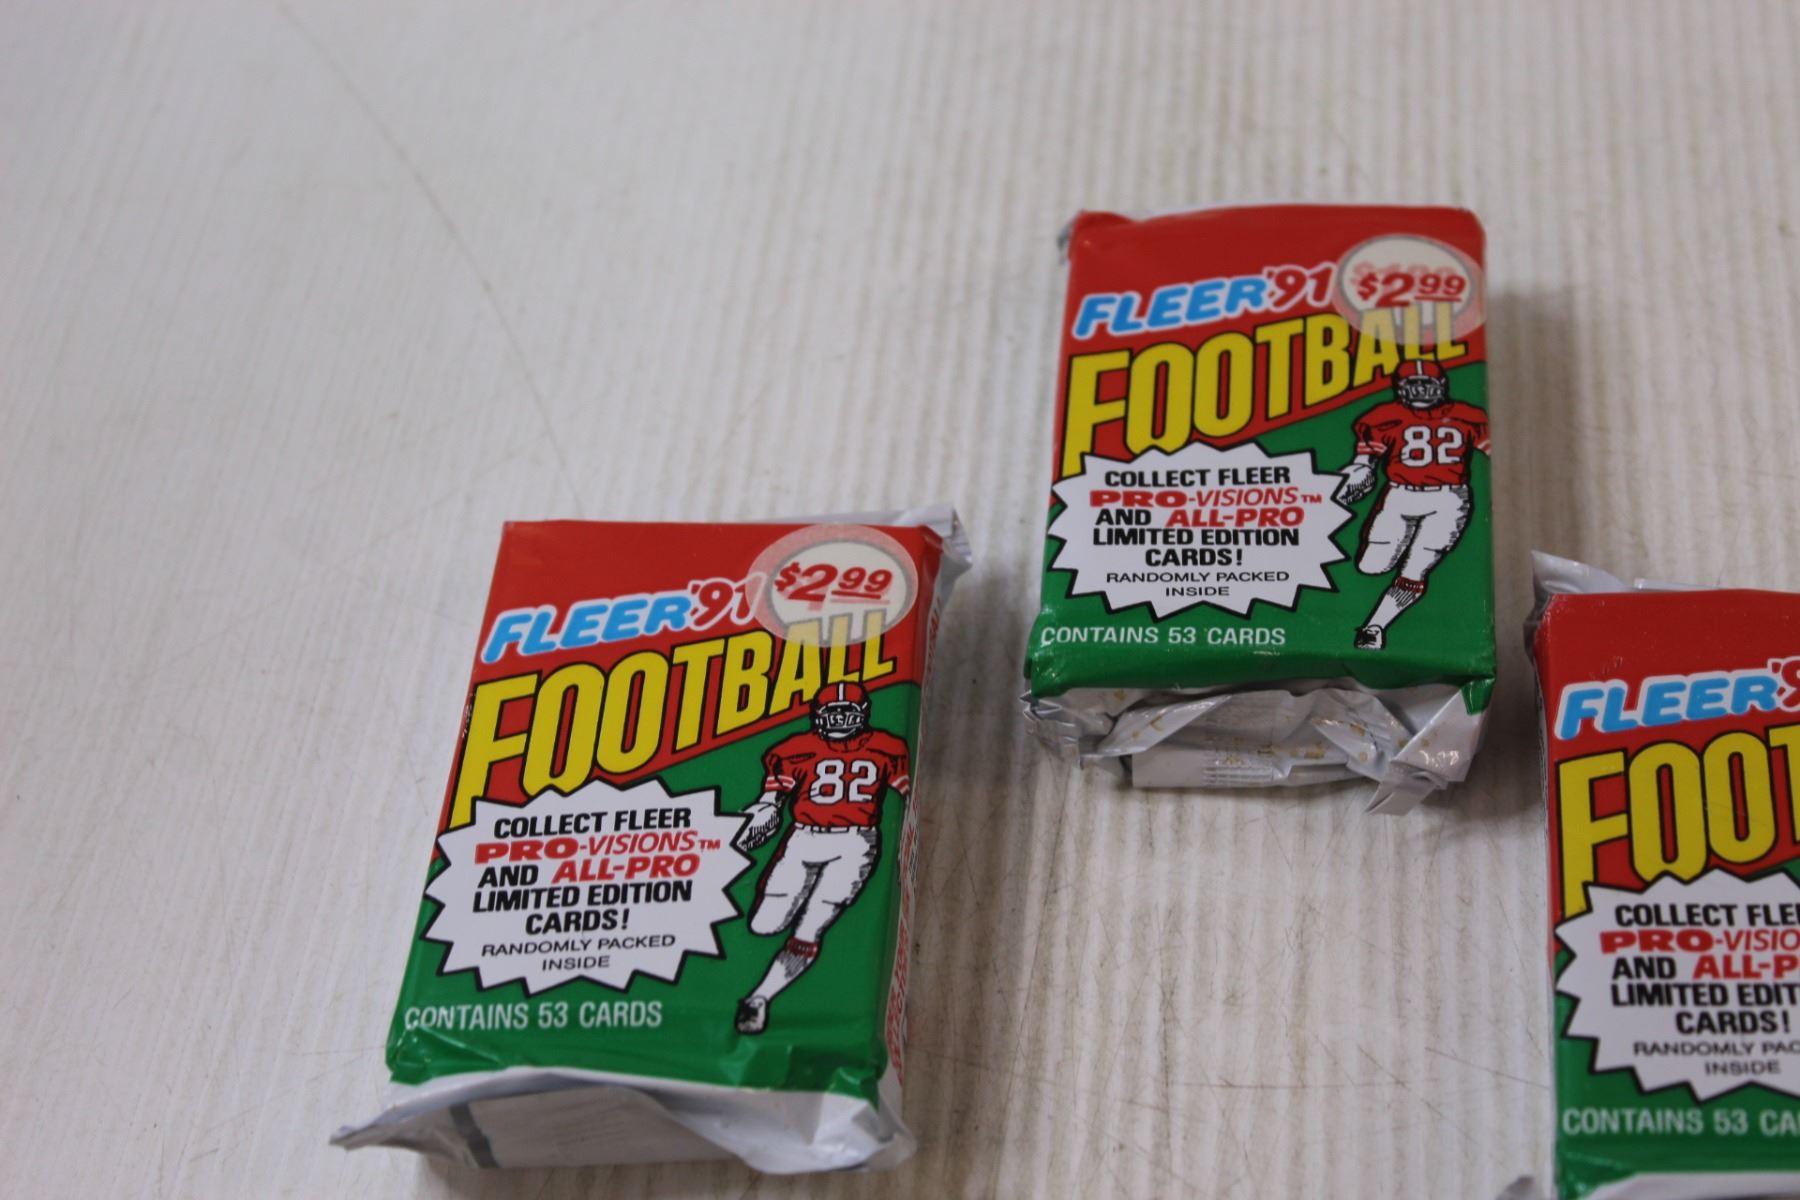 FLEER'91
$2.99
FOOTBALL
82
COLLECT FLEER
PRO-VISIONS™
AND ALL-PRO
LIMITED EDITION
CARDS!
RANDOMLY PACKED
INSIDE
CONTAINS 53 CARDS
FLEER'91
$2.99
FOOTBALL
82
COLLECT FLEER
PRO-VISIONS™
AND ALL-PRO
LIMITED EDITION
CARDS!
RANDOMLY PACKED
INSIDE
CONTAINS 53 CARDS
FLEER'9
FOOT
COLLECT FLEE
PRO-VISIO
AND ALL-P
LIMITED EDIT
CARDS!
RANDOMLY PAC
INSIDE
CONTAINS 53 CA